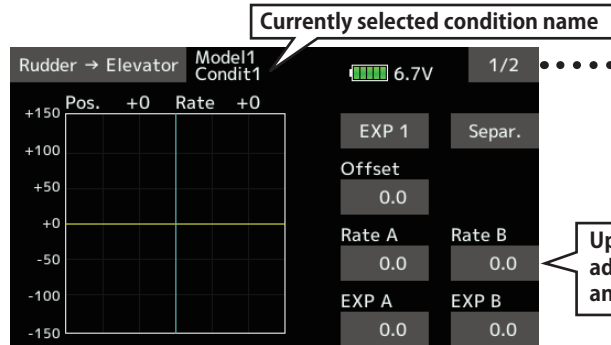 Currently selected condition name
Rudder → Elevator
Model1
Condit1
6.7V
1/2
Pos. +0 Rate +0
+150
+100
+50
+0
-50
-100
-150
EXP 1
Separ.
Offset
0.0
Rate A
Rate B
0.0
0.0
EXP A
EXP B
0.0
0.0
Up
ad
an